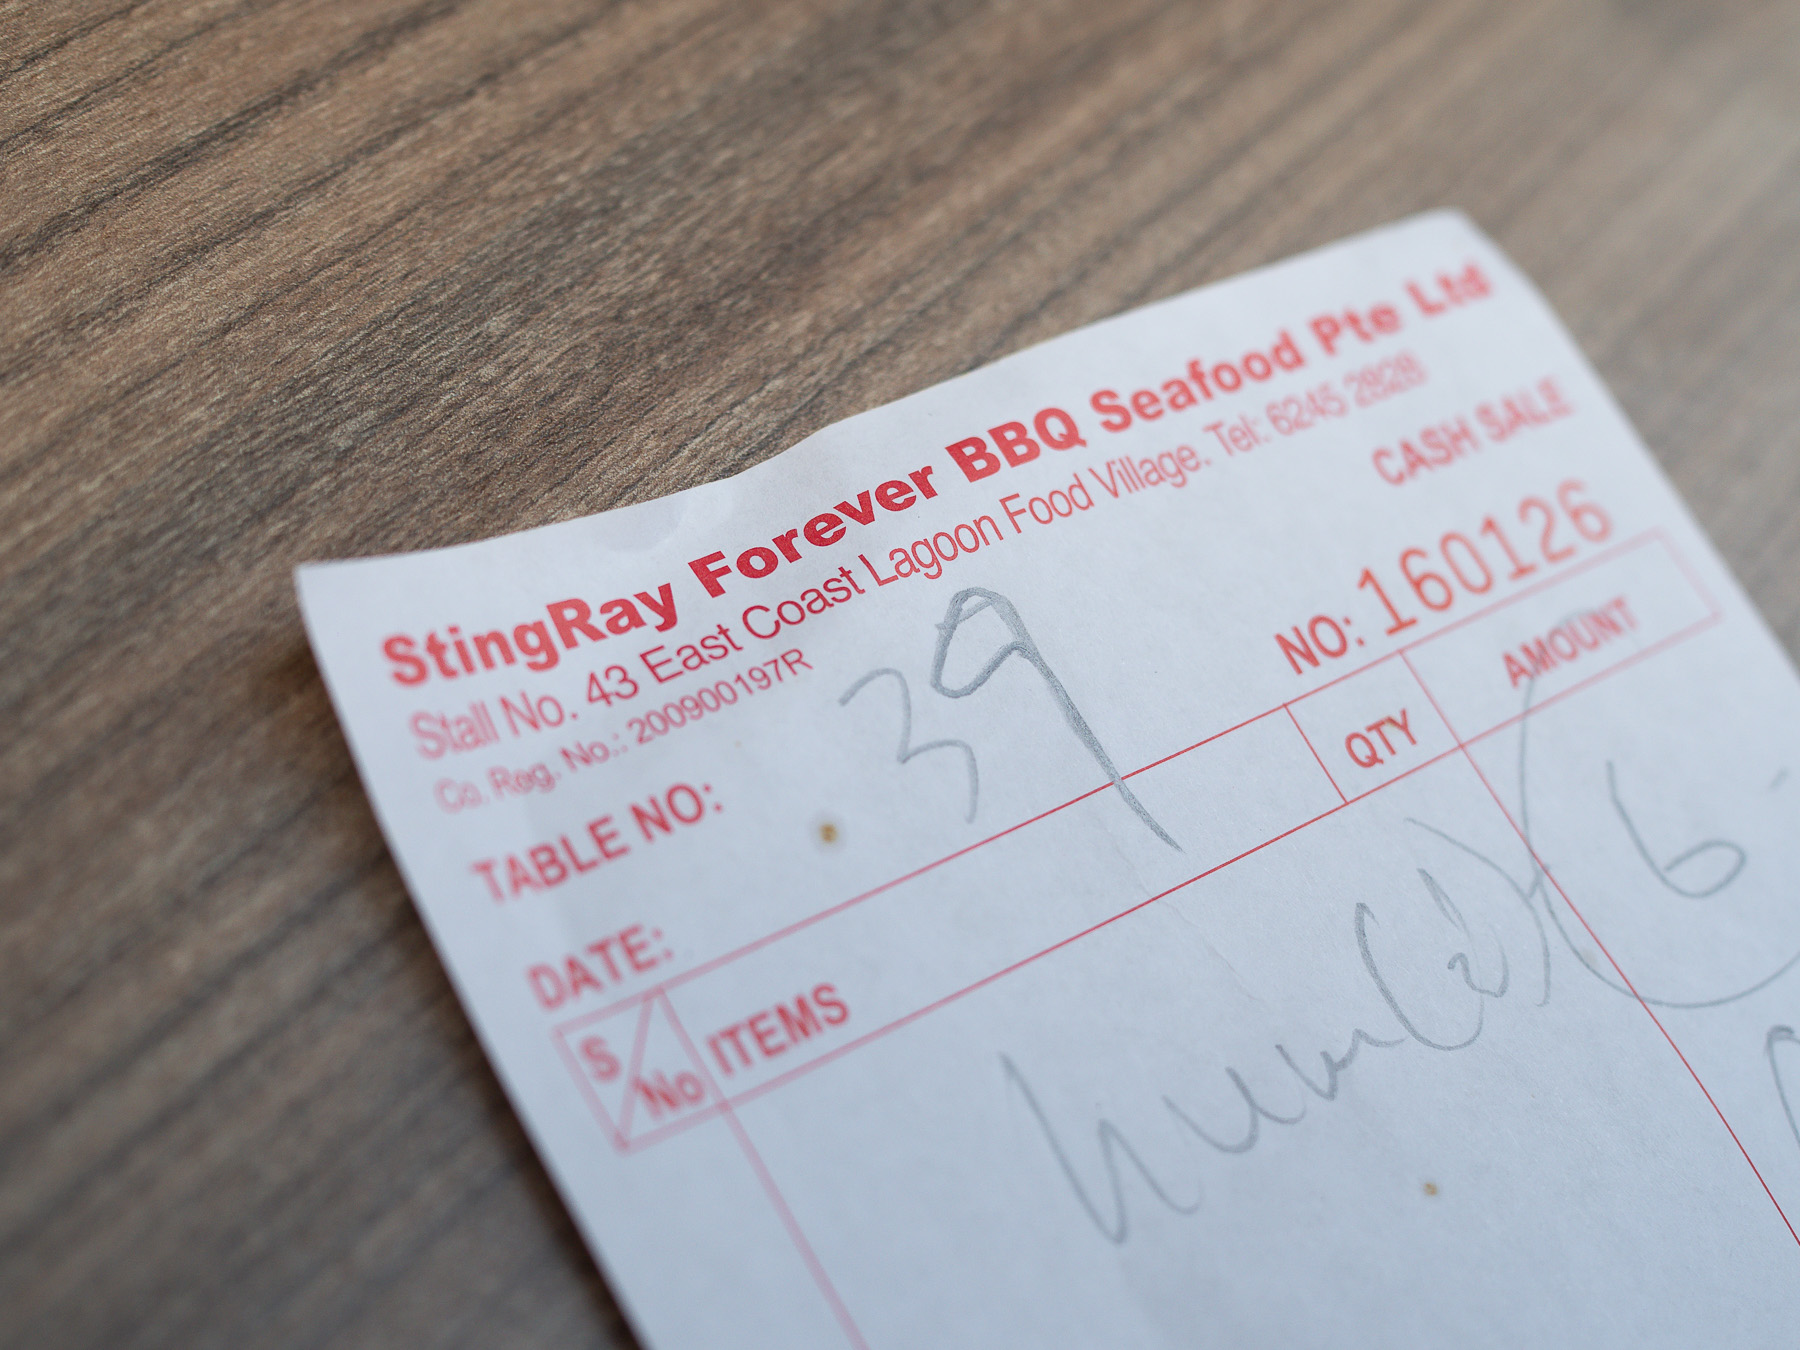 StingRay Forever BBQ Seafood Pte Ltd
Stall No. 43 East Coast Lagoon Food Village. Tel: 6245 2828
Co. Reg. No.: 200900197R
CASH SALE
TABLE NO: 39
NO: 160126
DATE:
S/No ITEMS QTY AMOUNT
6